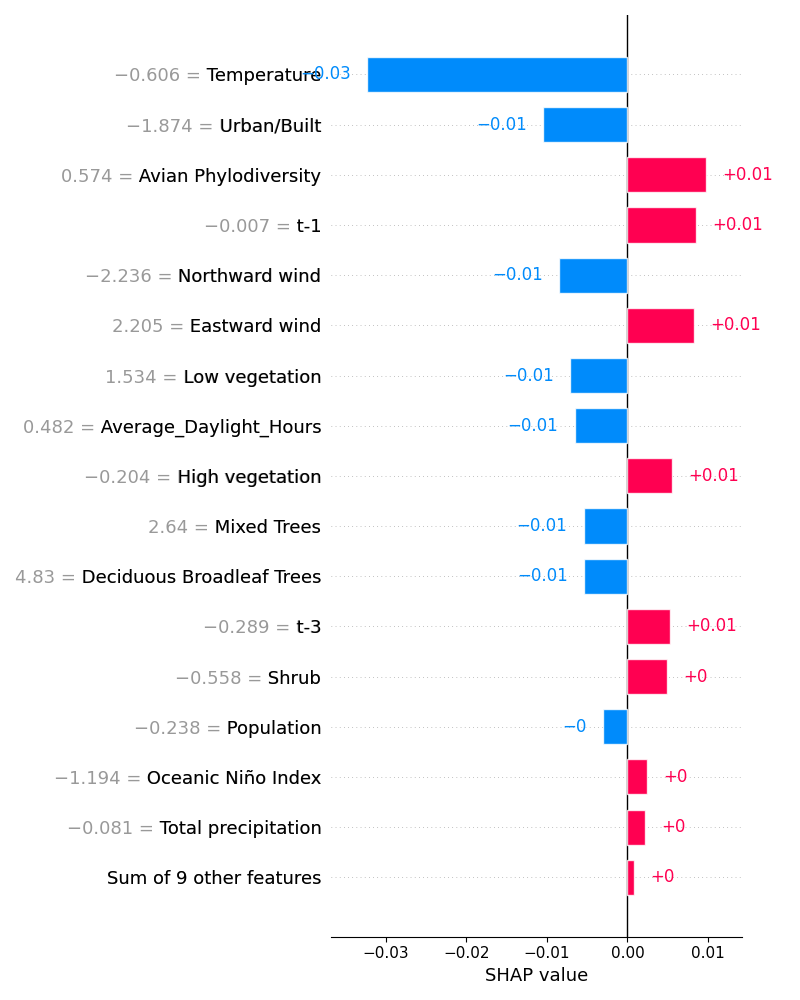 −0.606 = Temperature −0.03
−1.874 = Urban/Built −0.01
0.574 = Avian Phylodiversity +0.01
−0.007 = t-1 +0.01
−2.236 = Northward wind −0.01
2.205 = Eastward wind +0.01
1.534 = Low vegetation −0.01
0.482 = Average_Daylight_Hours −0.01
−0.204 = High vegetation +0.01
2.64 = Mixed Trees −0.01
4.83 = Deciduous Broadleaf Trees −0.01
−0.289 = t-3 +0.01
−0.558 = Shrub +0
−0.238 = Population −0
−1.194 = Oceanic Niño Index +0
−0.081 = Total precipitation +0
Sum of 9 other features +0
−0.03 −0.02 −0.01 0.00 0.01
SHAP value